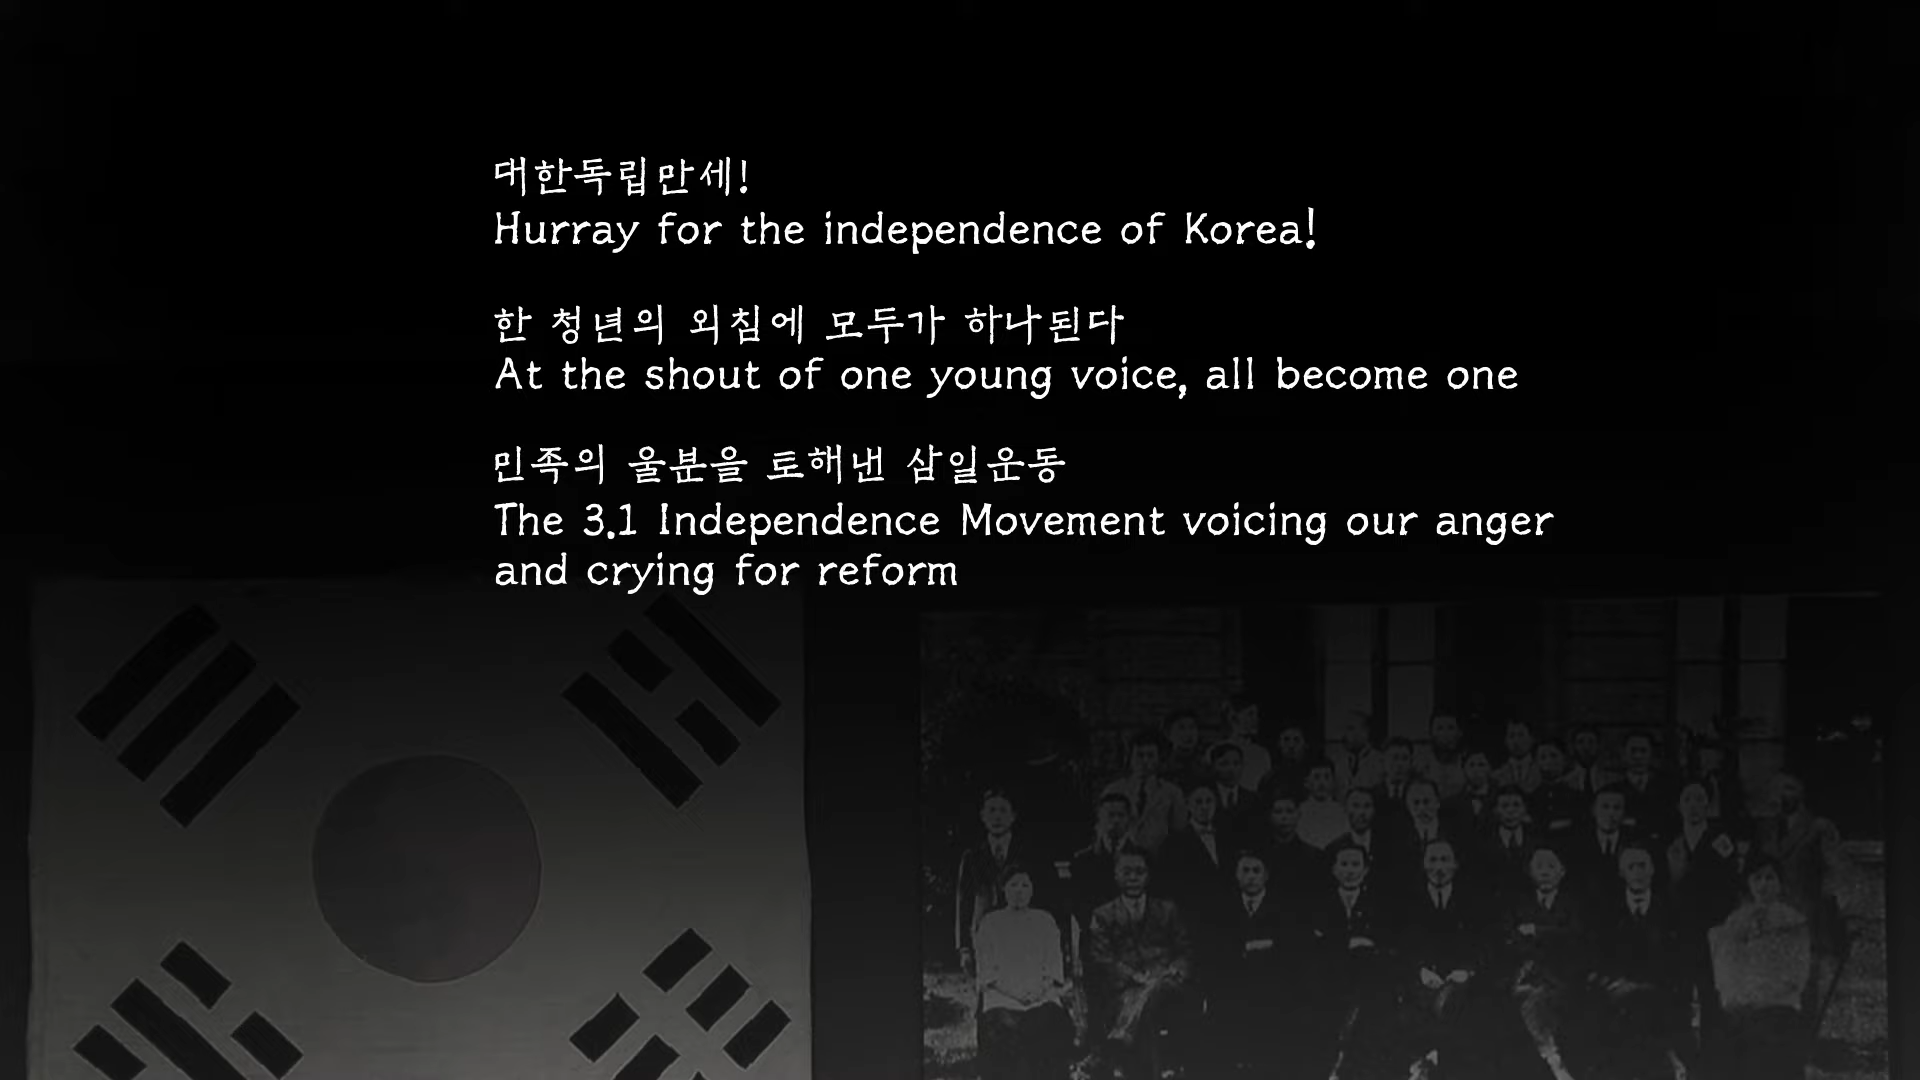 대한독립만세!
Hurray for the independence of Korea!
한 청년의 외침에 모두가 하나된다
At the shout of one young voice, all become one
민족의 울분을 토해낸 삼일운동
The 3.1 Independence Movement voicing our anger
and crying for reform